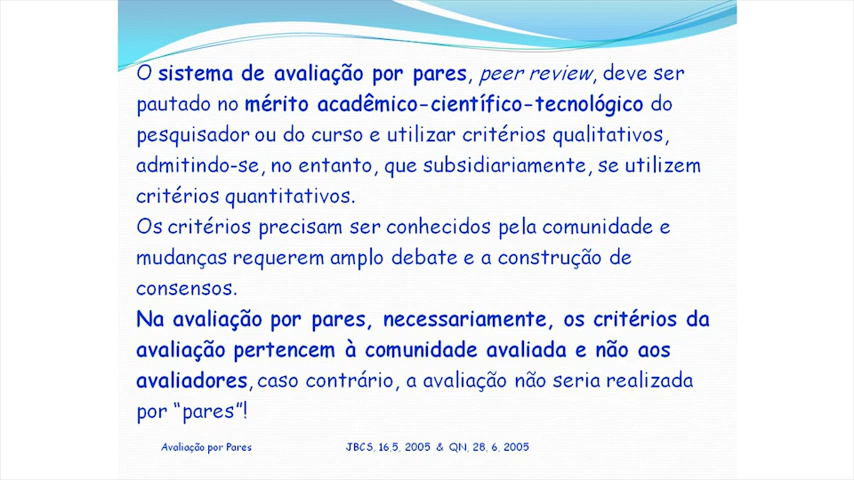 O sistema de avaliação por pares, peer review, deve ser
pautado no mérito acadêmico-científico-tecnológico do
pesquisador ou do curso e utilizar critérios qualitativos,
admitindo-se, no entanto, que subsidiariamente, se utilizem
critérios quantitativos.
Os critérios precisam ser conhecidos pela comunidade e
mudanças requerem amplo debate e a construção de
consensos.
Na avaliação por pares, necessariamente, os critérios da
avaliação pertencem à comunidade avaliada e não aos
avaliadores, caso contrário, a avaliação não seria realizada
por “pares”!
Avaliação por Pares JBCS, 16,5, 2005 & QN, 28, 6, 2005